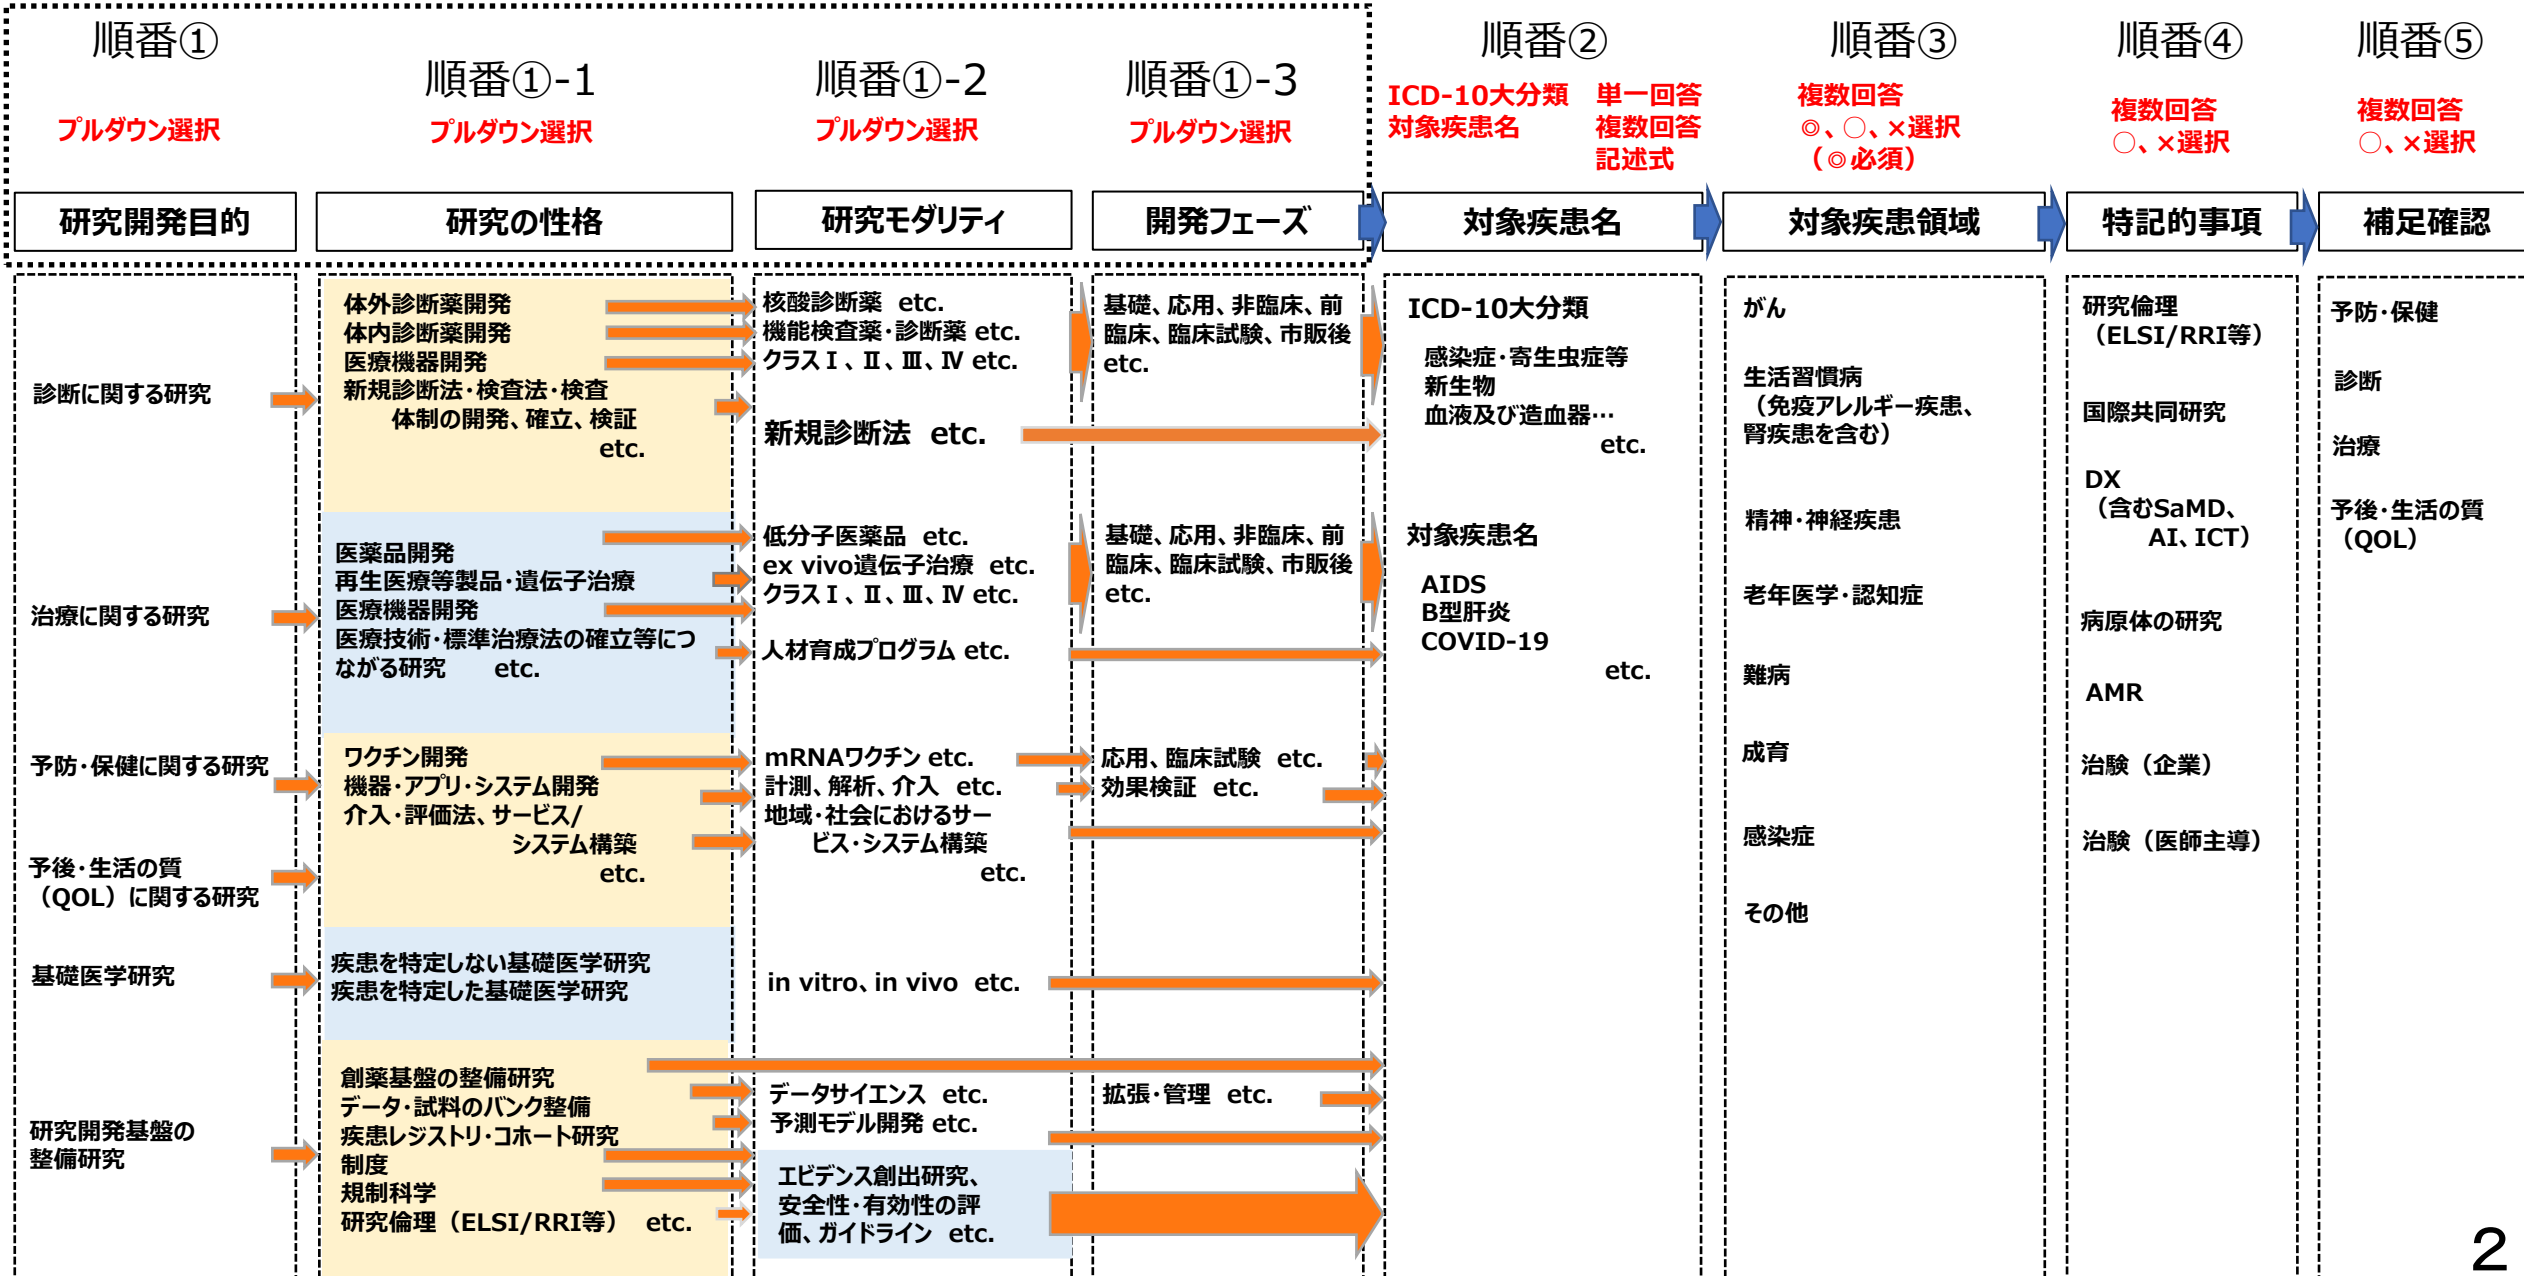 順番①
順番①-1
順番①-2
順番①-3
順番②
順番③
順番④
順番⑤
プルダウン選択
プルダウン選択
プルダウン選択
プルダウン選択
ICD-10大分類 単一回答
対象疾患名 複数回答
記述式
複数回答
◎、○、×選択
（◎必須）
複数回答
○、×選択
複数回答
○、×選択
研究開発目的
研究の性格
研究モダリティ
開発フェーズ
対象疾患名
対象疾患領域
特記的事項
補足確認
診断に関する研究
治療に関する研究
予防・保健に関する研究
予後・生活の質
（QOL）に関する研究
基礎医学研究
研究開発基盤の
整備研究
体外診断薬開発
体内診断薬開発
医療機器開発
新規診断法・検査法・検査
体制の開発、確立、検証
etc.
医薬品開発
再生医療等製品・遺伝子治療
医療機器開発
医療技術・標準治療法の確立等につ
ながる研究 etc.
ワクチン開発
機器・アプリ・システム開発
介入・評価法、サービス/
システム構築
etc.
疾患を特定しない基礎医学研究
疾患を特定した基礎医学研究
創薬基盤の整備研究
データ・試料のバンク整備
疾患レジストリ・コホート研究
制度
規制科学
研究倫理（ELSI/RRI等） etc.
核酸診断薬 etc.
機能検査薬・診断薬 etc.
クラスⅠ、Ⅱ、Ⅲ、Ⅳ etc.
新規診断法 etc.
低分子医薬品 etc.
ex vivo遺伝子治療 etc.
クラスⅠ、Ⅱ、Ⅲ、Ⅳ etc.
人材育成プログラム etc.
mRNAワクチン etc.
計測、解析、介入 etc.
地域・社会におけるサー
ビス・システム構築
etc.
in vitro、in vivo etc.
データサイエンス etc.
予測モデル開発 etc.
エビデンス創出研究、
安全性・有効性の評
価、ガイドライン etc.
基礎、応用、非臨床、前
臨床、臨床試験、市販後
etc.
基礎、応用、非臨床、前
臨床、臨床試験、市販後
etc.
応用、臨床試験 etc.
効果検証 etc.
拡張・管理 etc.
ICD-10大分類
感染症・寄生虫症等
新生物
血液及び造血器…
etc.
対象疾患名
AIDS
B型肝炎
COVID-19
etc.
がん
生活習慣病
（免疫アレルギー疾患、
腎疾患を含む）
精神・神経疾患
老年医学・認知症
難病
成育
感染症
その他
研究倫理
（ELSI/RRI等）
国際共同研究
DX
（含むSaMD、
AI、ICT）
病原体の研究
AMR
治験（企業）
治験（医師主導）
予防・保健
診断
治療
予後・生活の質
（QOL）
2